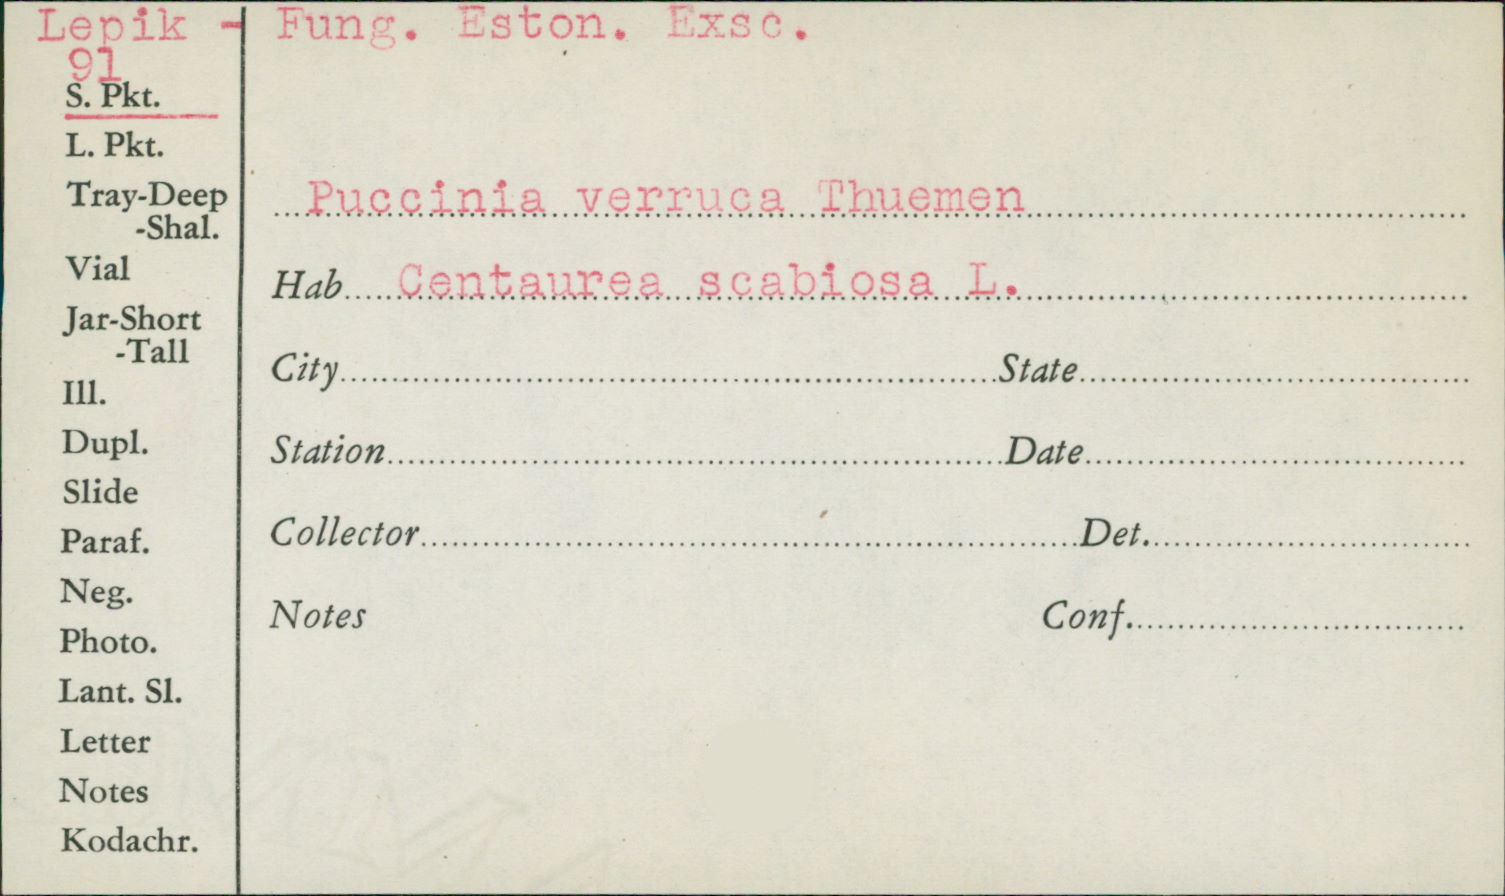 Lepik - Fung. Eston. Exsc.
91
S. Pkt.
L. Pkt.
Tray-Deep
-Shal.
Vial
Jar-Short
-Tall
Ill.
Dupl.
Slide
Paraf.
Neg.
Photo.
Lant. Sl.
Letter
Notes
Kodachr.
Puccinia verruca Thuemen
Hab Centaurea scabiosa L.
City State
Station Date
Collector Det.
Notes Conf.